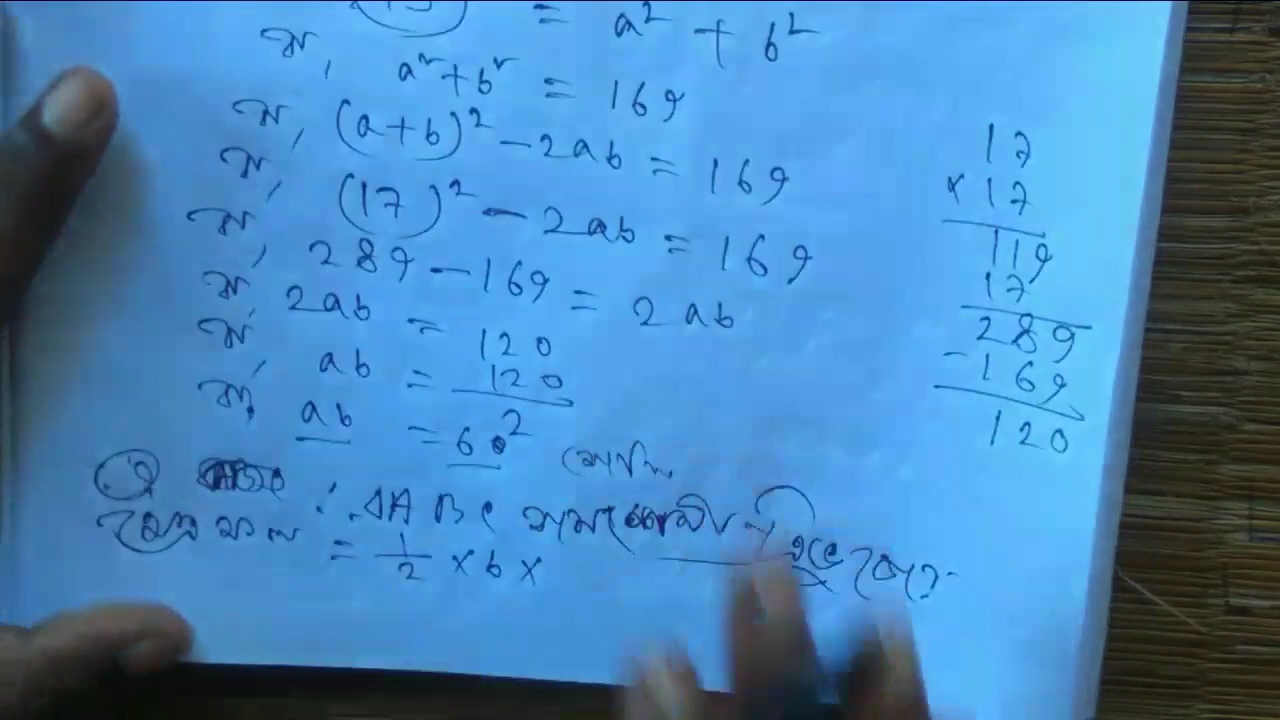 = a² + b²
বা, a² + b² = 169
বা, (a+b)² - 2ab = 169
বা, (17)² - 2ab = 169
বা, 289 - 169 = 2ab
বা, 2ab = 120
বা, ab = 120
বা, ab = 60 2
∴ ΔABC
= 1/2 × b ×
17
× 17
119
17
289
- 169
120